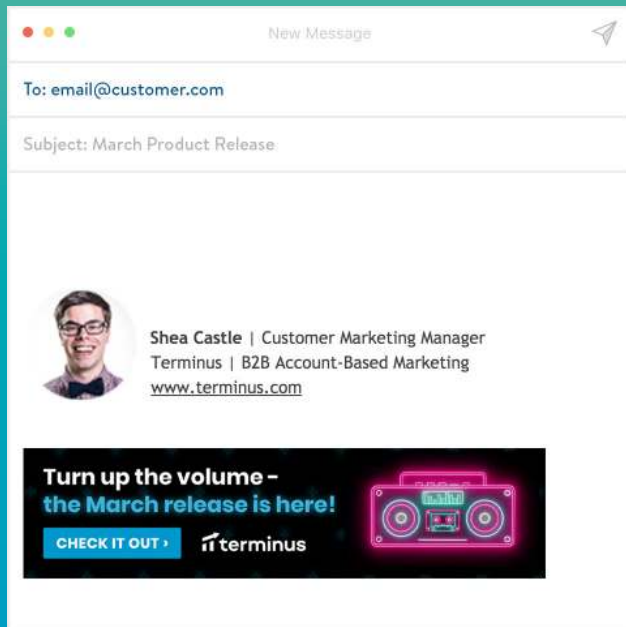 New Message
To: email@customer.com
Subject: March Product Release
Shea Castle | Customer Marketing Manager
Terminus | B2B Account-Based Marketing
www.terminus.com
Turn up the volume –
the March release is here!
CHECK IT OUT ›
terminus